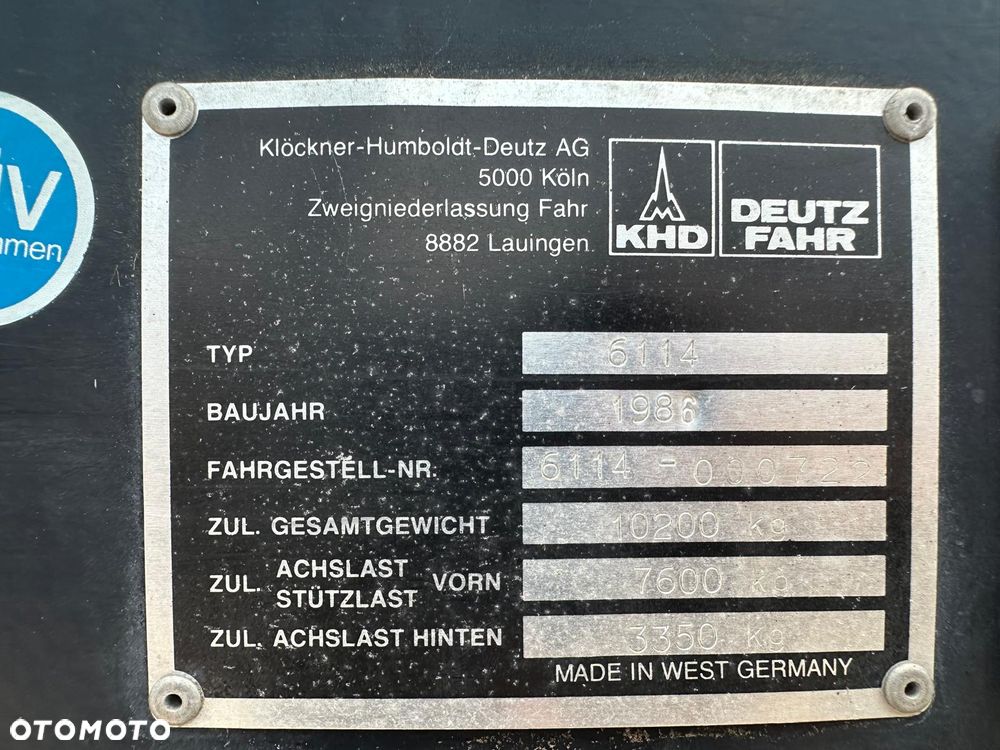 V
mmen
Klöckner-Humboldt-Deutz AG
5000 Köln
Zweigniederlassung Fahr
8882 Lauingen
KHD
DEUTZ
FAHR
TYP 6114
BAUJAHR 1986
FAHRGESTELL-NR. 6114 - 000722
ZUL. GESAMTGEWICHT 10200 kg
ZUL. ACHSLAST
STÜTZLAST VORN 7600 kg
ZUL. ACHSLAST HINTEN 3350 kg
MADE IN WEST GERMANY
OTOMOTO